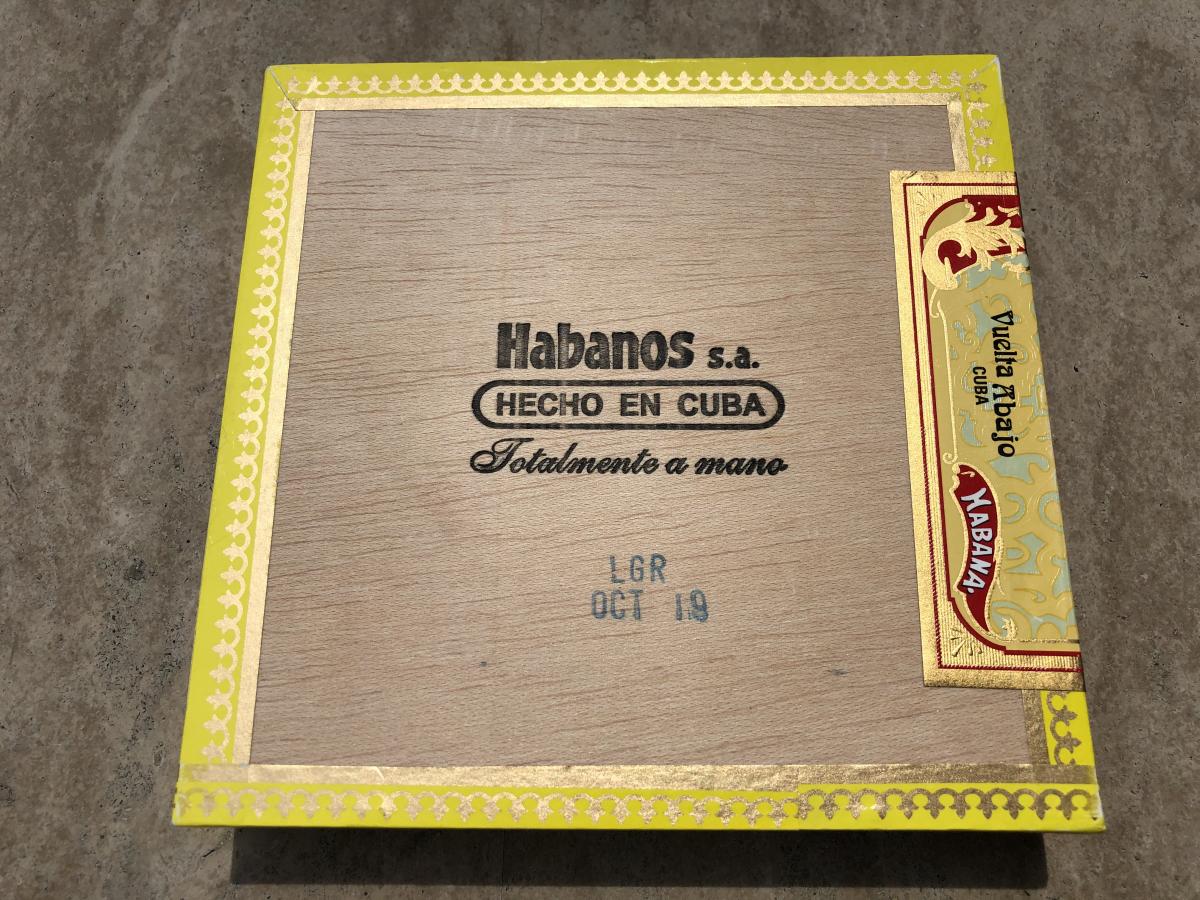 Habanos s.a.
HECHO EN CUBA
Totalmente a mano
LGR
OCT 19
Vuelta Abajo
CUBA
HABANA.